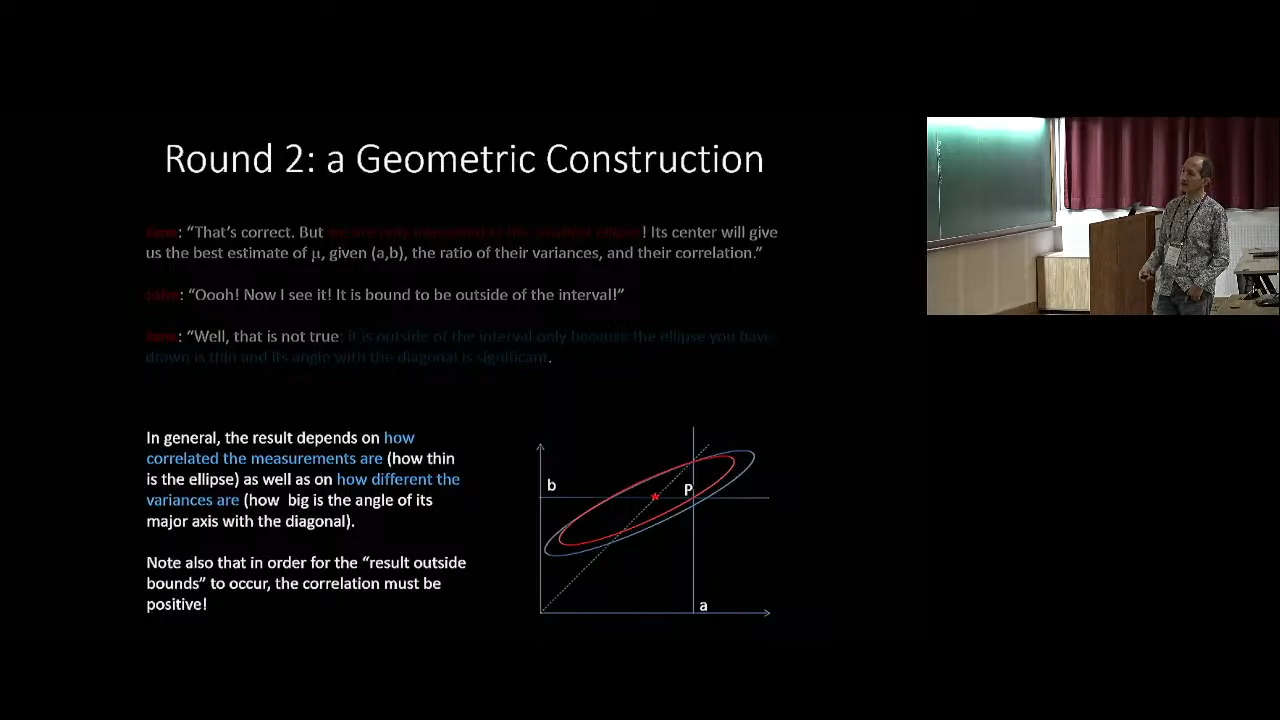 Round 2: a Geometric Construction
Jane: “That’s correct. But we are only interested in the smallest ellipse! Its center will give
us the best estimate of μ, given (a,b), the ratio of their variances, and their correlation.”
John: “Oooh! Now I see it! It is bound to be outside of the interval!”
Jane: “Well, that is not true: it is outside of the interval only because the ellipse you have
drawn is thin and its angle with the diagonal is significant.
In general, the result depends on how
correlated the measurements are (how thin
is the ellipse) as well as on how different the
variances are (how big is the angle of its
major axis with the diagonal).
Note also that in order for the “result outside
bounds” to occur, the correlation must be
positive!
b
P
a